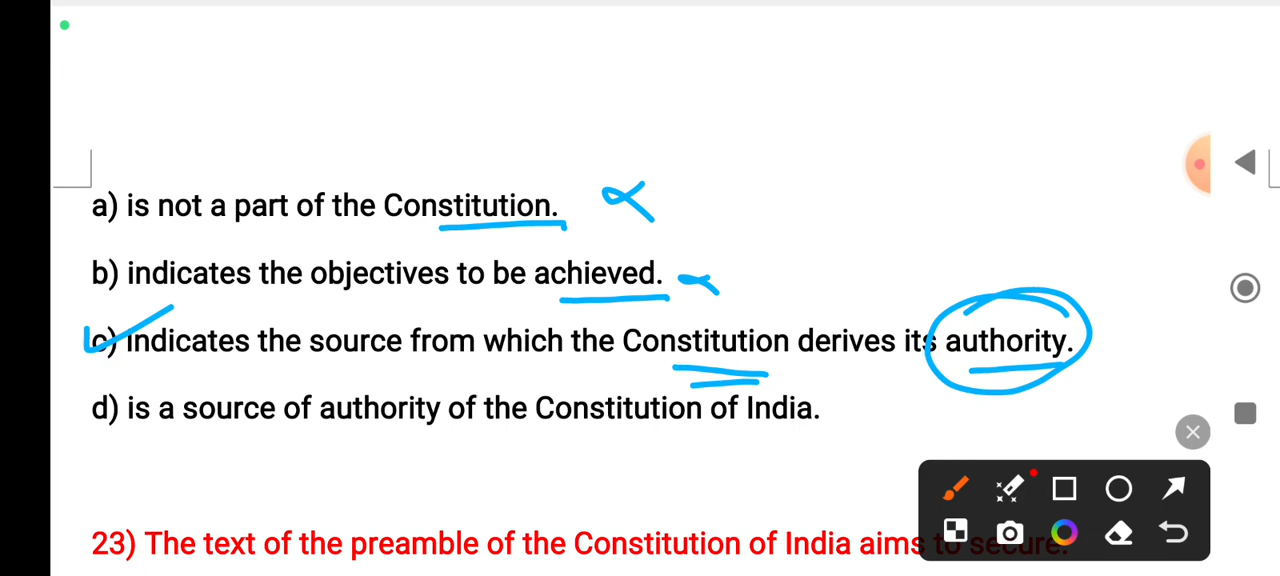 a) is not a part of the Constitution.
b) indicates the objectives to be achieved.
c) indicates the source from which the Constitution derives its authority.
d) is a source of authority of the Constitution of India.
23) The text of the preamble of the Constitution of India aims to secure: